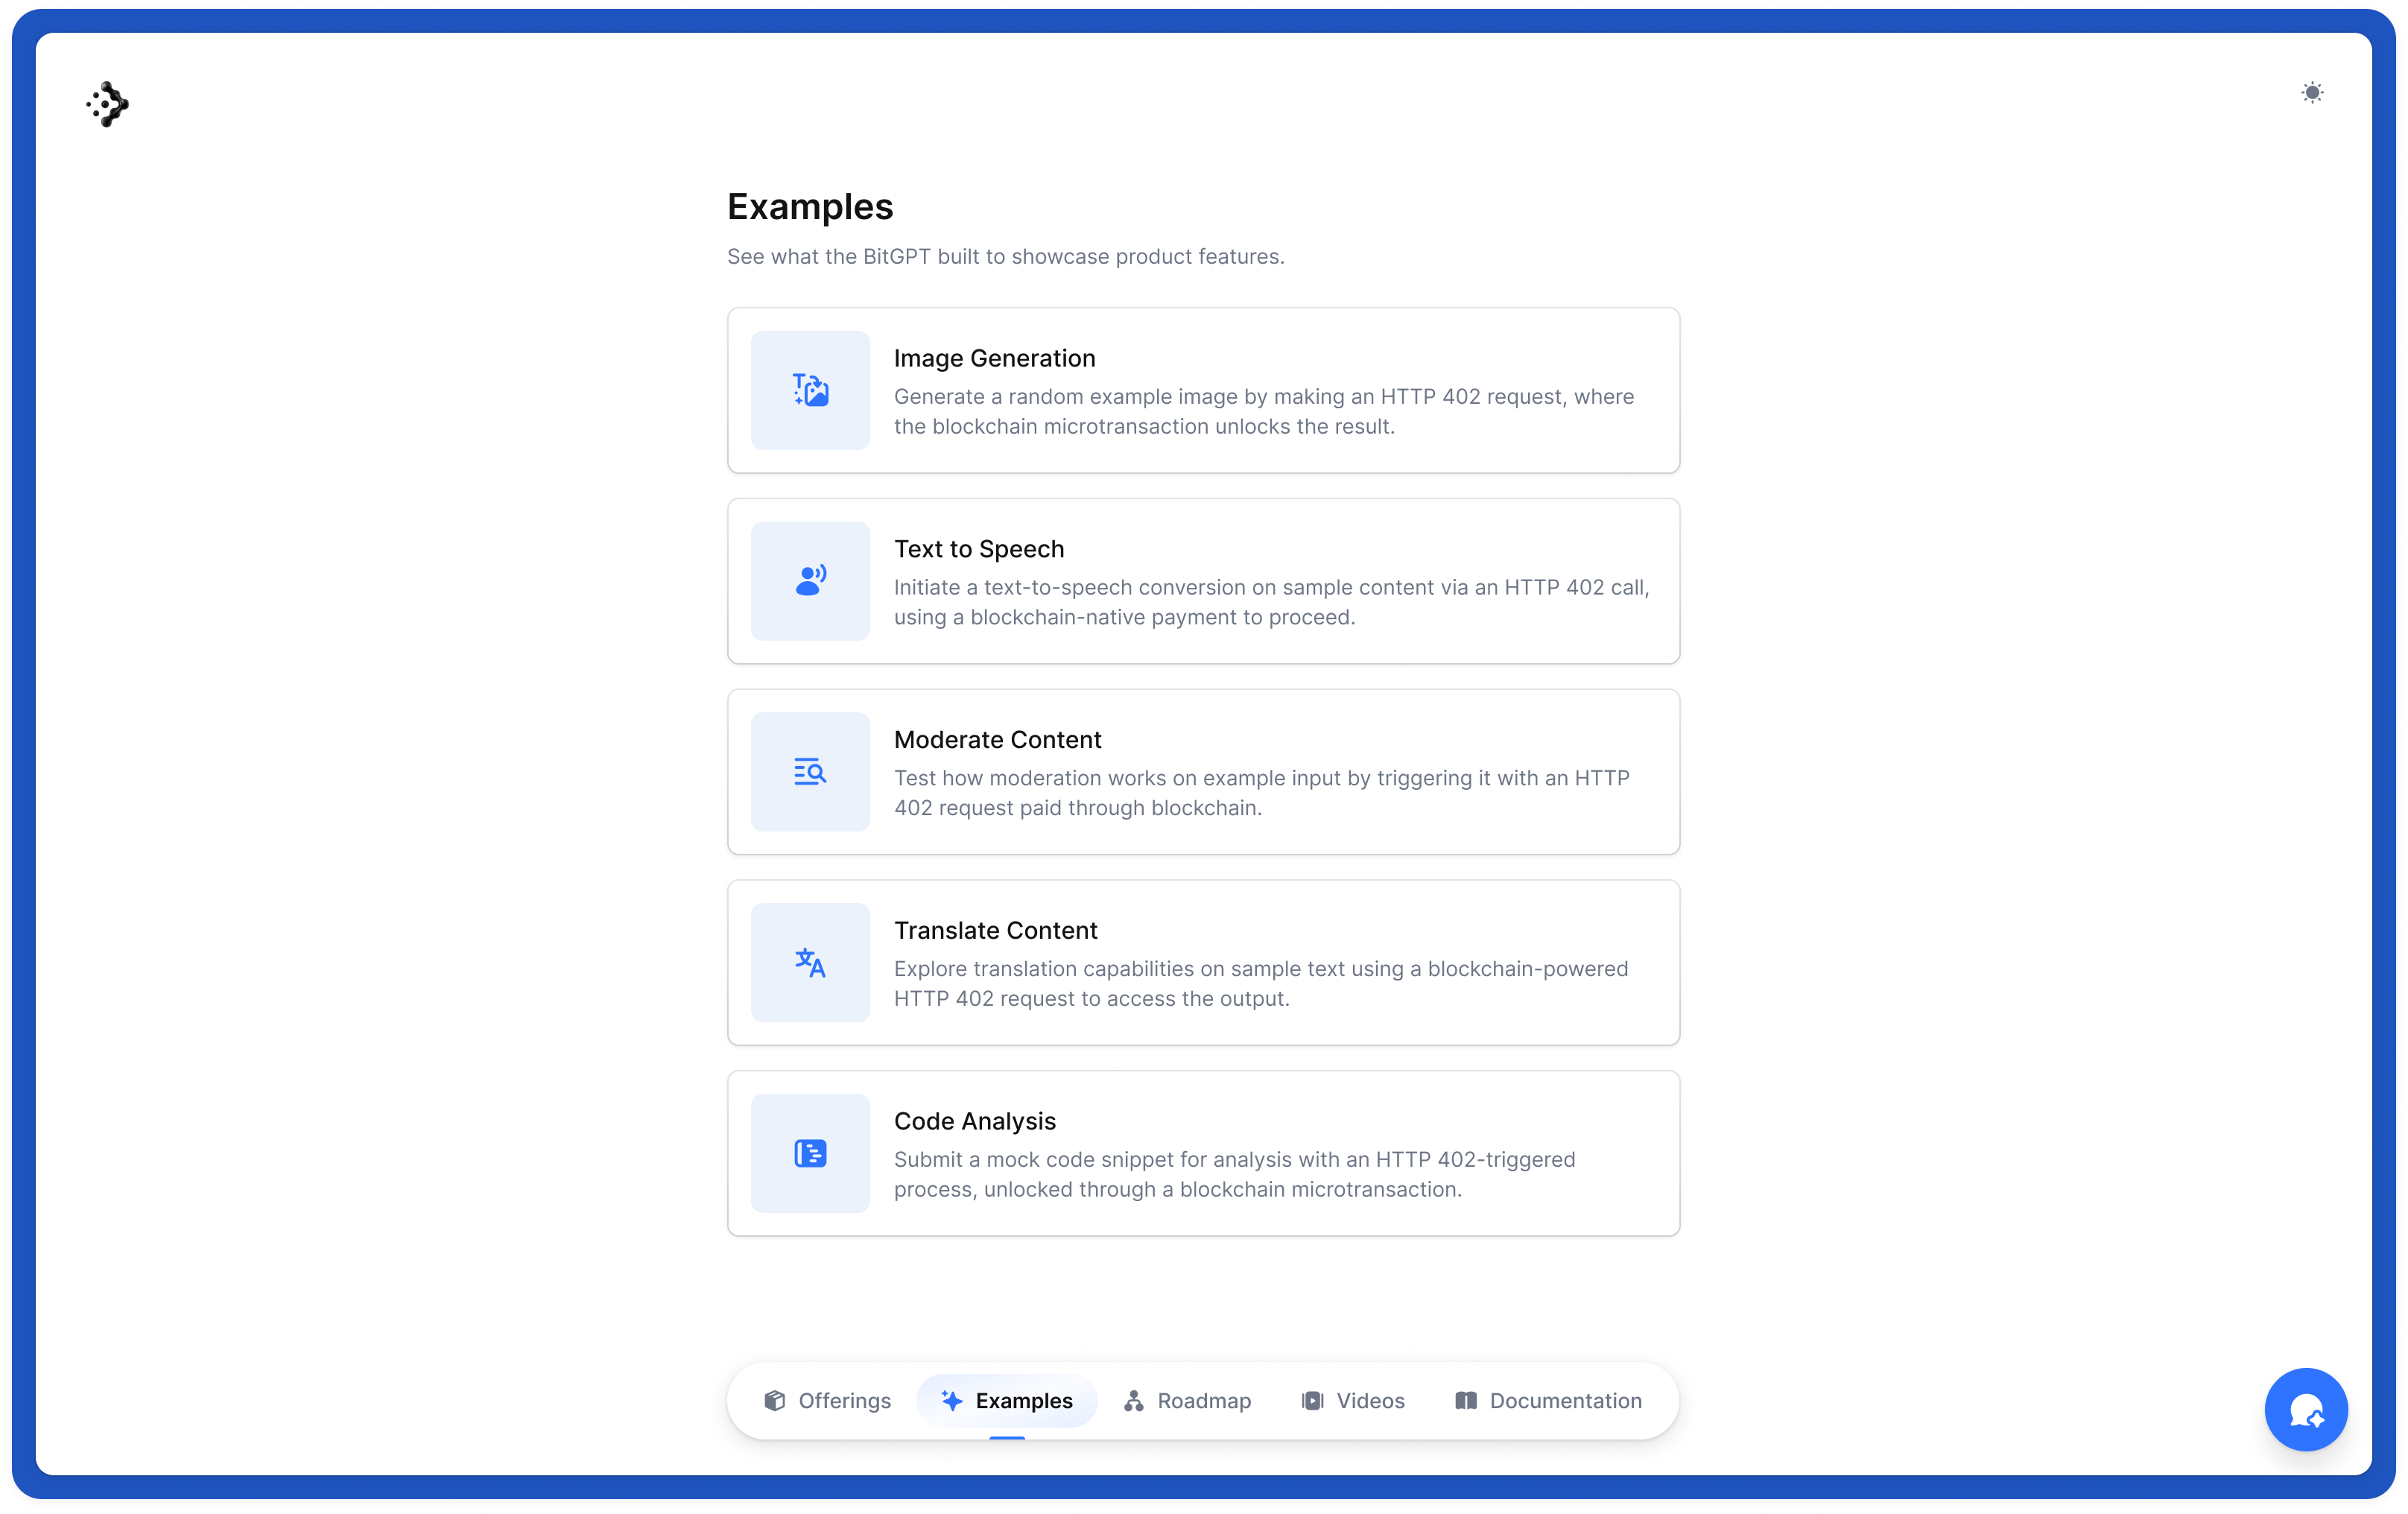 Examples
See what the BitGPT built to showcase product features.
Image Generation
Generate a random example image by making an HTTP 402 request, where
the blockchain microtransaction unlocks the result.
Text to Speech
Initiate a text-to-speech conversion on sample content via an HTTP 402 call,
using a blockchain-native payment to proceed.
Moderate Content
Test how moderation works on example input by triggering it with an HTTP
402 request paid through blockchain.
Translate Content
Explore translation capabilities on sample text using a blockchain-powered
HTTP 402 request to access the output.
Code Analysis
Submit a mock code snippet for analysis with an HTTP 402-triggered
process, unlocked through a blockchain microtransaction.
Offerings Examples Roadmap Videos Documentation